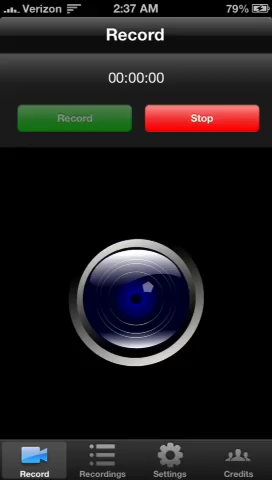 Verizon 2:37 AM 79%
Record
00:00:00
Record Stop
Record Recordings Settings Credits